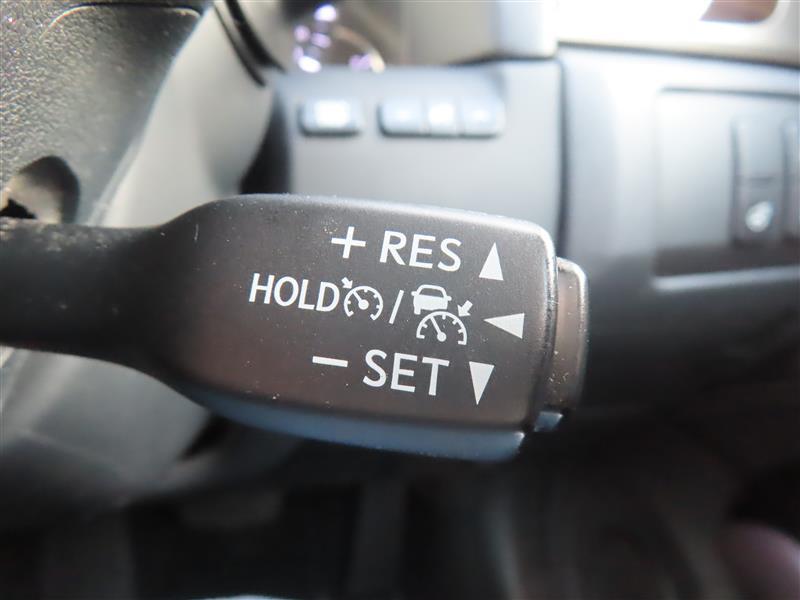 + RES
HOLD /
− SET